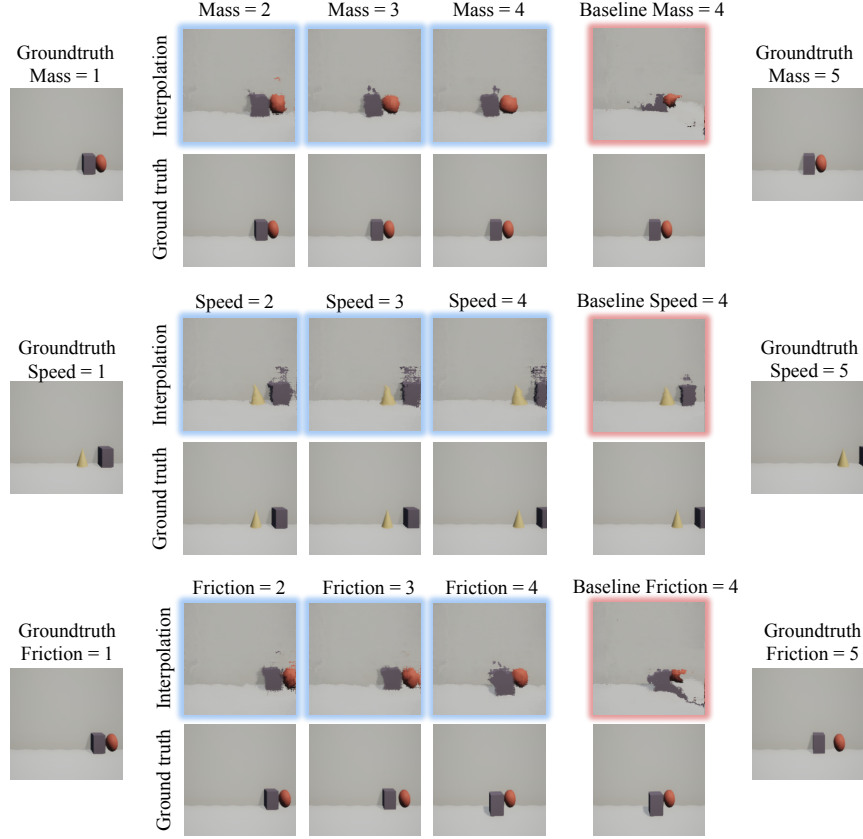 Mass = 2
Mass = 3
Mass = 4
Baseline Mass = 4
Groundtruth
Mass = 1
Interpolation
Groundtruth
Mass = 5
Ground truth
Speed = 2
Speed = 3
Speed = 4
Baseline Speed = 4
Groundtruth
Speed = 1
Interpolation
Groundtruth
Speed = 5
Ground truth
Friction = 2
Friction = 3
Friction = 4
Baseline Friction = 4
Groundtruth
Friction = 1
Interpolation
Groundtruth
Friction = 5
Ground truth